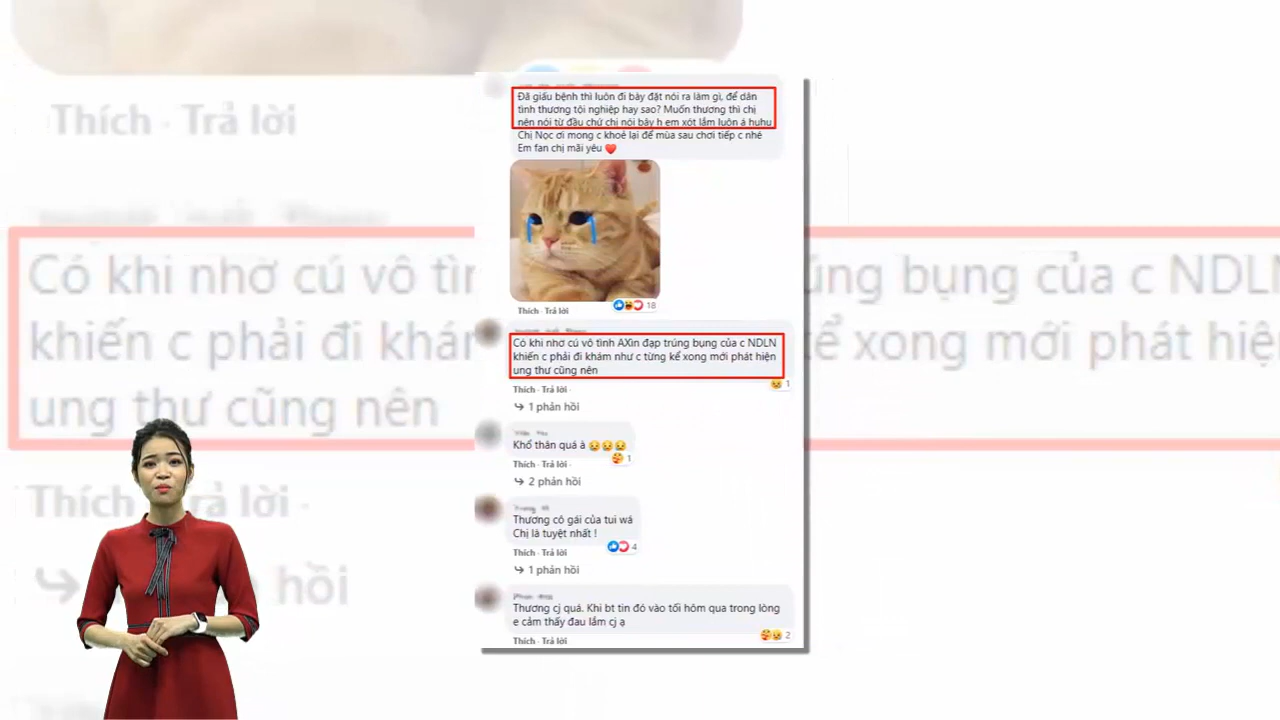 Đã giấu bệnh thì luôn đi bày đặt nói ra làm gì, để dân
tình thương tội nghiệp hay sao? Muốn thương thì chị
nên nói từ đầu chứ chị nói bây h em xót lắm luôn á huhu
Chị Nọc ơi mong c khoẻ lại để mùa sau chơi tiếp c nhé
Em fan chị mãi yêu ❤️
Thích · Trả lời
18
Có khi nhờ cú vô tình AXin đạp trúng bụng của c NDLN
khiến c phải đi khám như c từng kể xong mới phát hiện
ung thư cũng nên
Thích · Trả lời ·
1
1 phản hồi
Khổ thân quá à 😢😢😢
1
Thích · Trả lời ·
2 phản hồi
Thương cô gái của tui wá
Chị là tuyệt nhất !
4
Thích · Trả lời
1 phản hồi
Thương cj quá. Khi bt tin đó vào tối hôm qua trong lòng
e cảm thấy đau lắm cj ạ
2
Thích · Trả lời
Thích · Trả lời
Có khi nhờ cú vô tìn
rúng bụng của c NDLN
khiến c phải đi khám
kể xong mới phát hiện
ung thư cũng nên
Thích rả lời ·
hồi